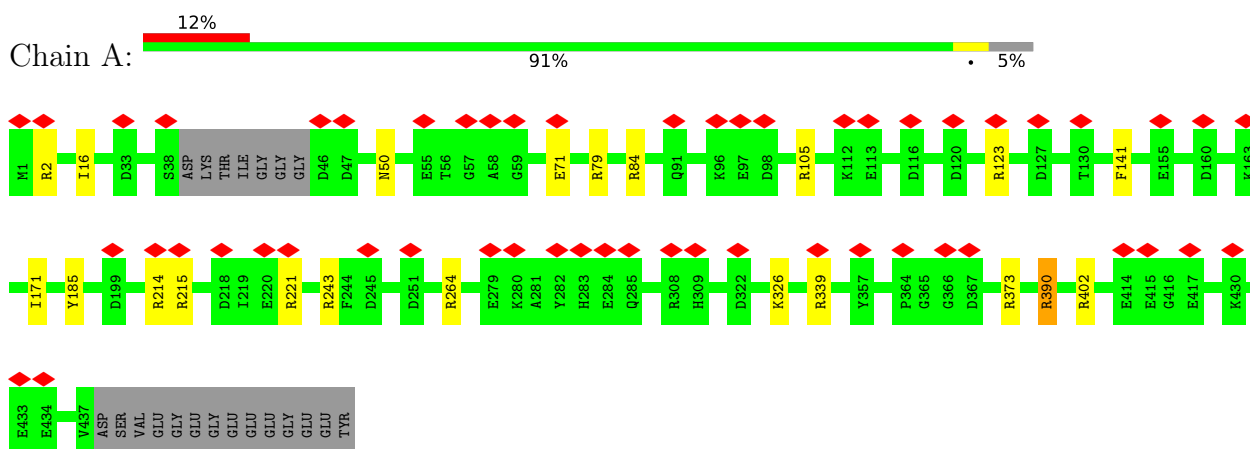 12%
Chain A:
91% • 5%
M1 R2 I16 D33 S38 ASP LYS THR ILE GLY GLY GLY D46 D47 N50 E55 T56 G57 A58 G59 E71 R79 R84 Q91 K96 E97 D98 R105 K112 E113 D116 D120 R123 D127 T130 F141 E155 D160 K163
I171 Y185 D199 R214 R215 D218 I219 E220 R221 R243 F244 D245 D251 R264 E279 K280 A281 Y282 H283 E284 Q285 R308 H309 D322 K326 R339 Y357 P364 G365 G366 D367 R373 R390 R402 E414 E415 G416 E417 K430
E433 E434 V437 ASP SER VAL GLU GLY GLU GLY GLU GLU GLU GLY GLU GLU TYR